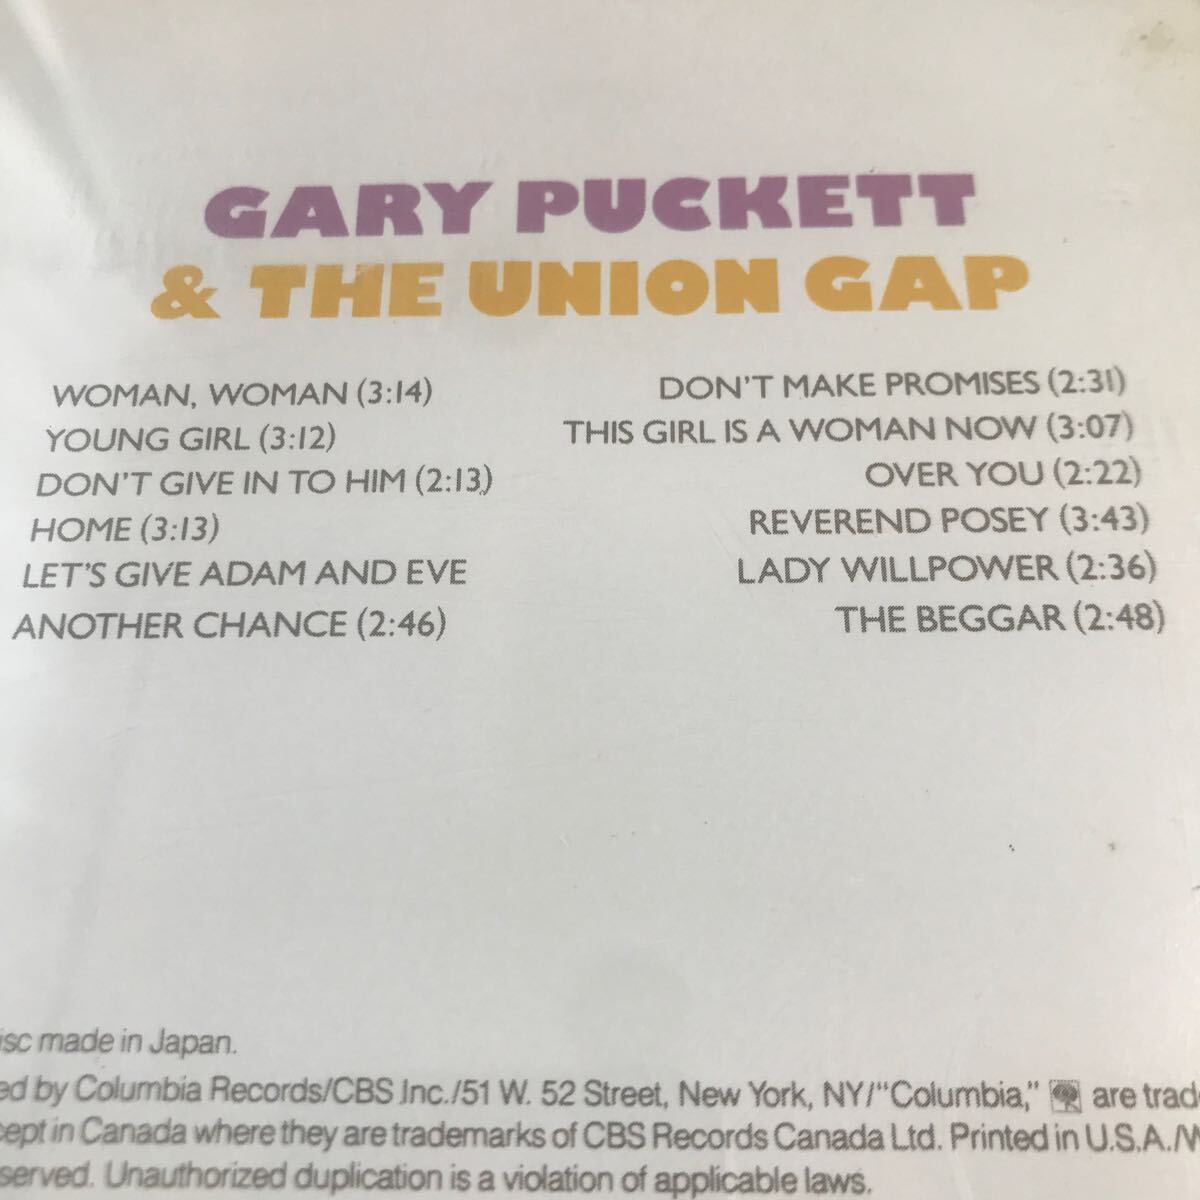 GARY PUCKETT
& THE UNION GAP
WOMAN, WOMAN (3:14)
YOUNG GIRL (3:12)
DON'T GIVE IN TO HIM (2:13)
HOME (3:13)
LET'S GIVE ADAM AND EVE
ANOTHER CHANCE (2:46)
DON'T MAKE PROMISES (2:31)
THIS GIRL IS A WOMAN NOW (3:07)
OVER YOU (2:22)
REVEREND POSEY (3:43)
LADY WILLPOWER (2:36)
THE BEGGAR (2:48)
isc made in Japan.
ed by Columbia Records/CBS Inc./51 W. 52 Street, New York, NY/"Columbia," are trad
cept in Canada where they are trademarks of CBS Records Canada Ltd. Printed in U.S.A./W
served. Unauthorized duplication is a violation of applicable laws.